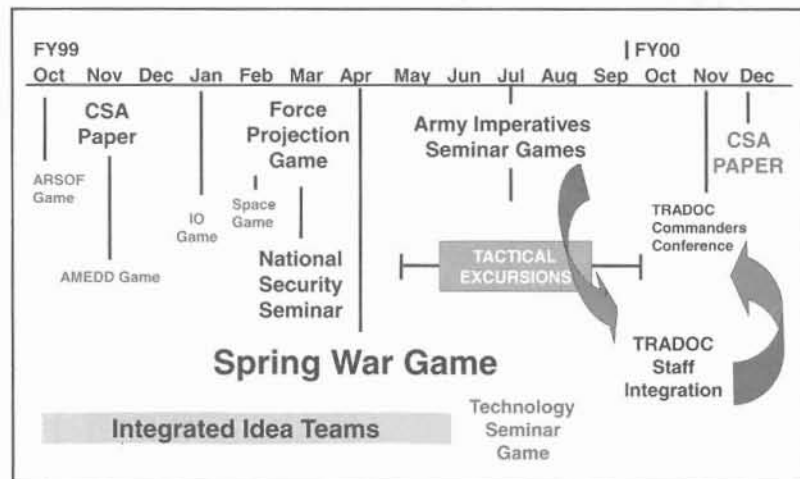 FY99
FY00
Oct Nov Dec Jan Feb Mar Apr May Jun Jul Aug Sep Oct Nov Dec
CSA
Paper
ARSOF
Game
AMEDD Game
IO
Game
Space
Game
Force
Projection
Game
National
Security
Seminar
Army Imperatives
Seminar Games
TACTICAL
EXCURSIONS
CSA
PAPER
TRADOC
Commanders
Conference
TRADOC
Staff
Integration
Spring War Game
Integrated Idea Teams
Technology
Seminar
Game